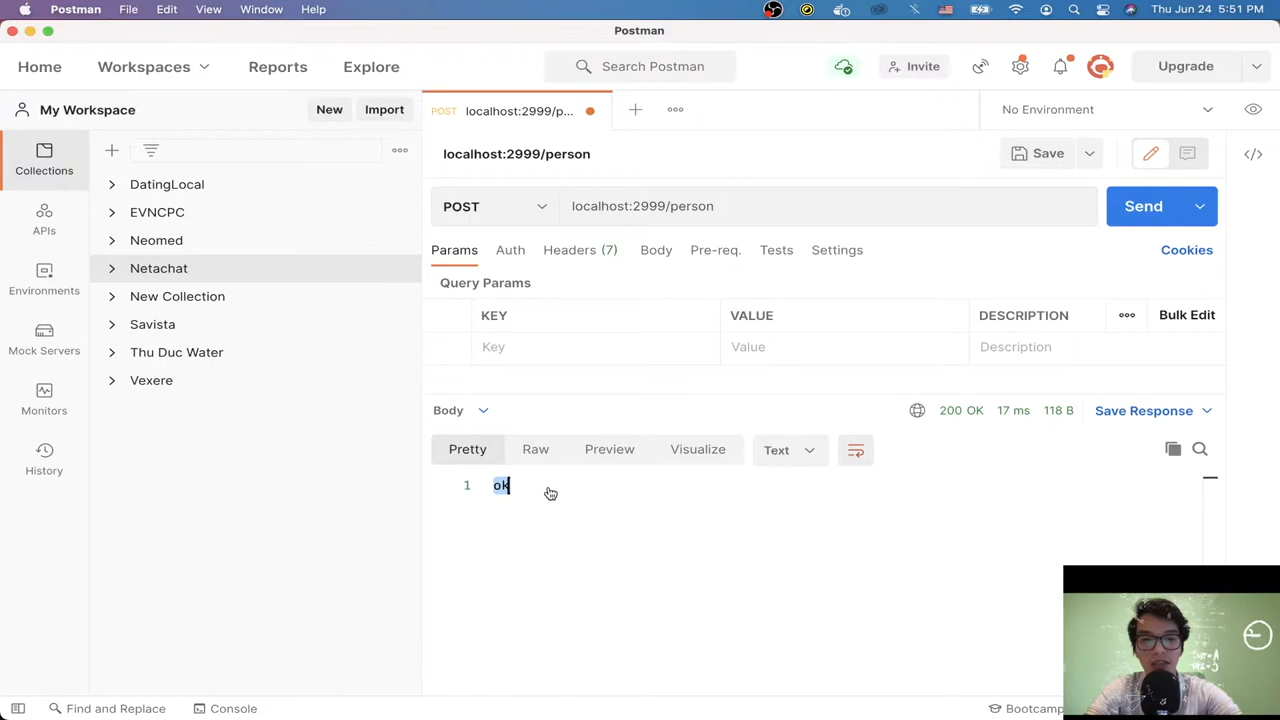 Postman File Edit View Window Help Thu Jun 24 5:51 PM
Postman
Home Workspaces Reports Explore Search Postman Invite Upgrade
My Workspace New Import
POST localhost:2999/p... No Environment
localhost:2999/person Save
POST localhost:2999/person Send
Params Auth Headers (7) Body Pre-req. Tests Settings Cookies
Query Params
KEY VALUE DESCRIPTION Bulk Edit
Key Value Description
Body 200 OK 17 ms 118 B Save Response
Pretty Raw Preview Visualize Text
1 ok
Collections
APIs
Environments
Mock Servers
Monitors
History
DatingLocal
EVNCPC
Neomed
Netachat
New Collection
Savista
Thu Duc Water
Vexere
Find and Replace Console Bootcamp